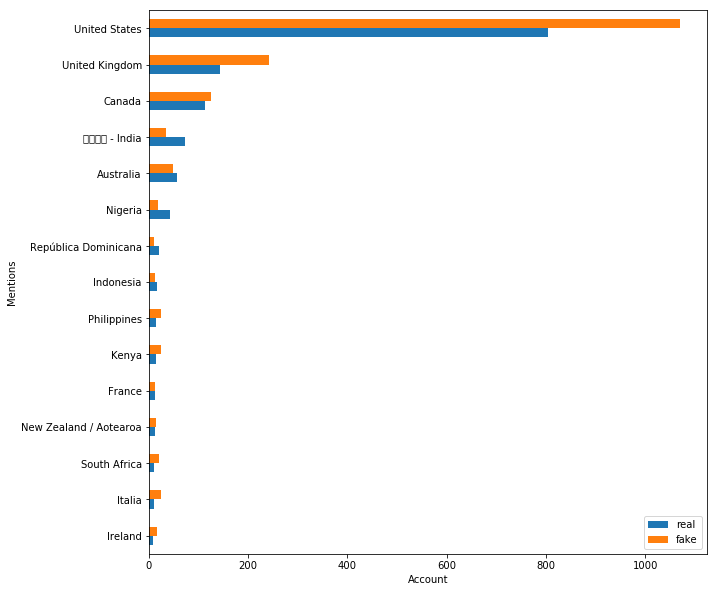 United States
United Kingdom
Canada
- India
Australia
Nigeria
República Dominicana
Indonesia
Philippines
Kenya
France
New Zealand / Aotearoa
South Africa
Italia
Ireland
Mentions
0 200 400 600 800 1000
Account
real
fake